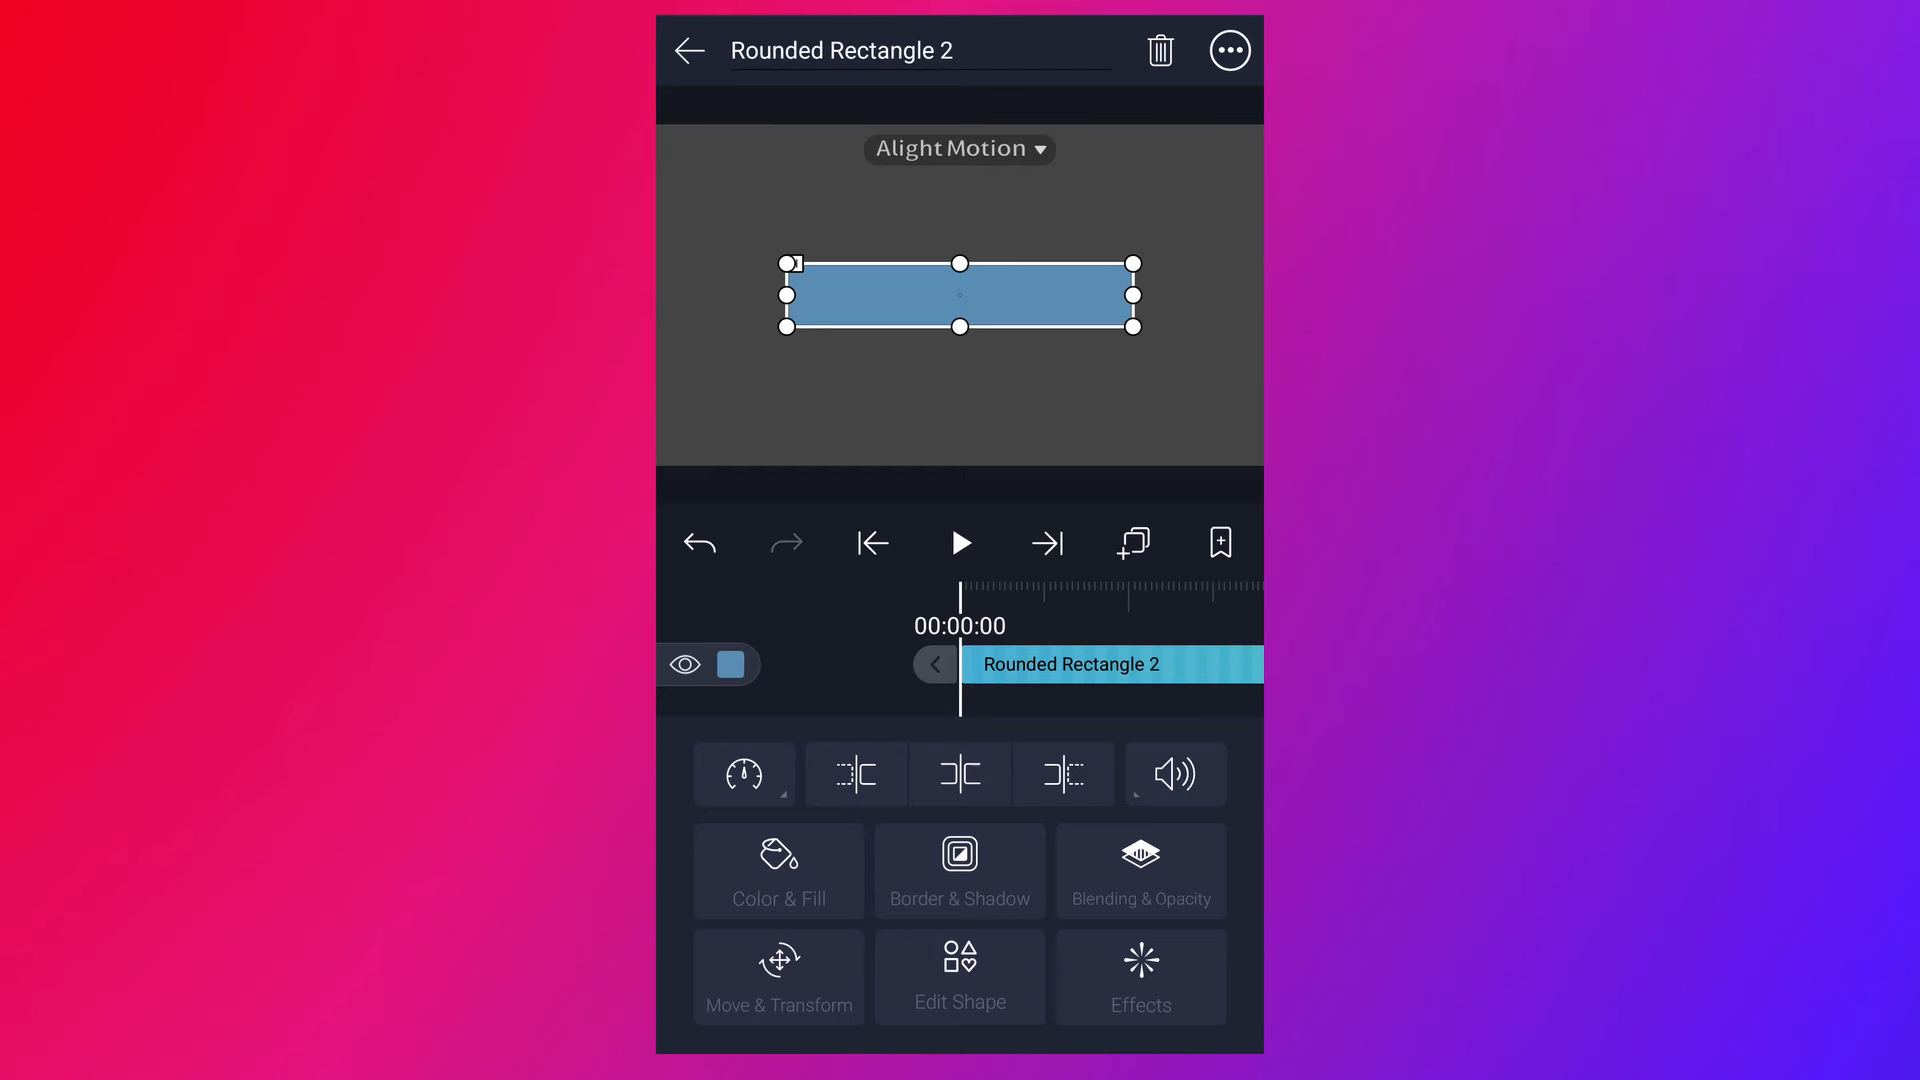 Rounded Rectangle 2
Alight Motion
00:00:00
Rounded Rectangle 2
Color & Fill
Border & Shadow
Blending & Opacity
Move & Transform
Edit Shape
Effects